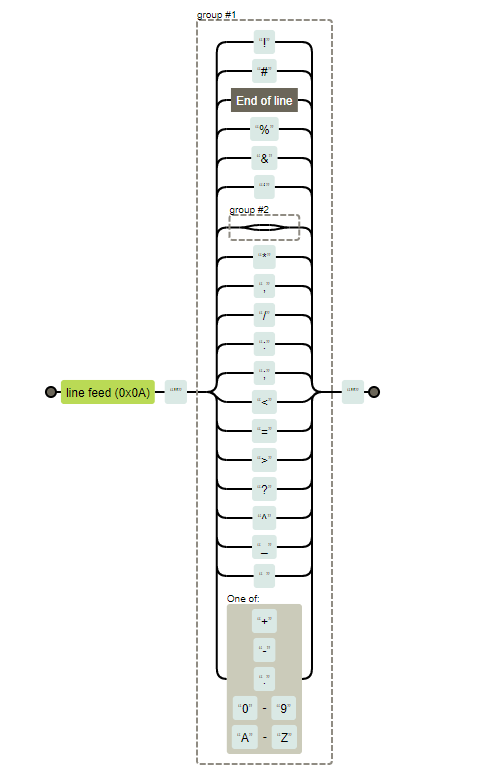 group #1
“!”
“#”
End of line
“%”
“&”
“'”
group #2
“*”
“,”
“/”
“:”
“;”
line feed (0x0A) “"” “<” “"”
“=”
“>”
“?”
“^”
“_”
“ ”
One of:
“+”
“-”
“.”
“0” - “9”
“A” - “Z”